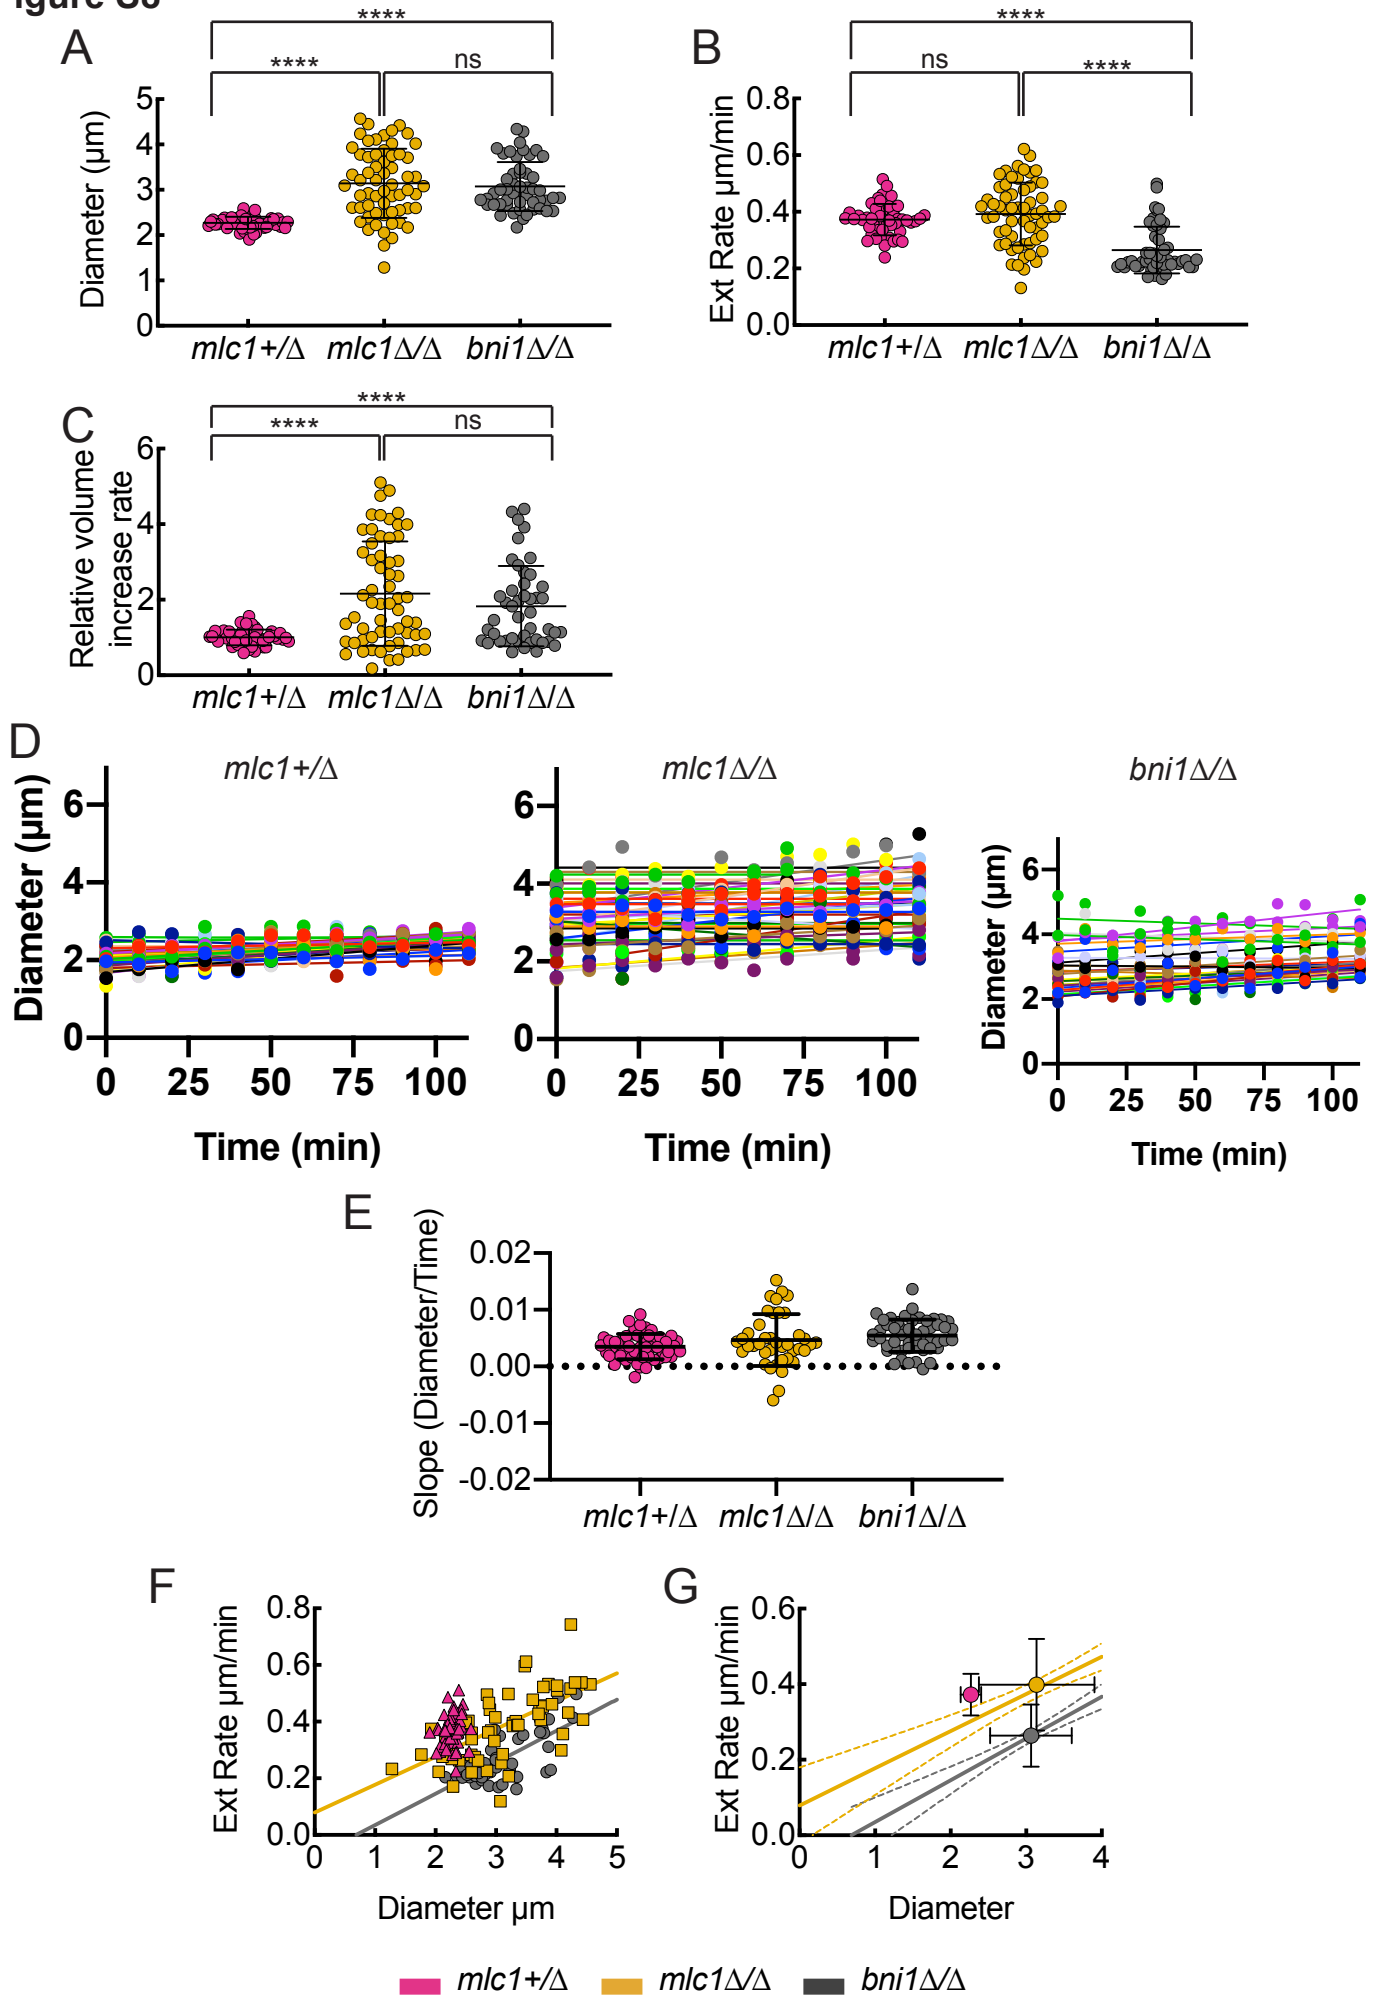 A
****
****
ns
Diameter (µm)
5
4
3
2
1
0
mlc1+/Δ mlc1Δ/Δ bni1Δ/Δ
B
****
ns
****
Ext Rate µm/min
0.8
0.6
0.4
0.2
0.0
mlc1+/Δ mlc1Δ/Δ bni1Δ/Δ
C
****
****
ns
Relative volume
increase rate
6
4
2
0
mlc1+/Δ mlc1Δ/Δ bni1Δ/Δ
D
mlc1+/Δ
Diameter (µm)
6
4
2
0
0 25 50 75 100
Time (min)
mlc1Δ/Δ
6
4
2
0
0 25 50 75 100
Time (min)
bni1Δ/Δ
Diameter (µm)
6
4
2
0
0 25 50 75 100
Time (min)
E
Slope (Diameter/Time)
0.02
0.01
0.00
-0.01
-0.02
mlc1+/Δ mlc1Δ/Δ bni1Δ/Δ
F
Ext Rate µm/min
0.8
0.6
0.4
0.2
0.0
0 1 2 3 4 5
Diameter µm
G
Ext Rate µm/min
0.6
0.4
0.2
0.0
0 1 2 3 4
Diameter
mlc1+/Δ mlc1Δ/Δ bni1Δ/Δ